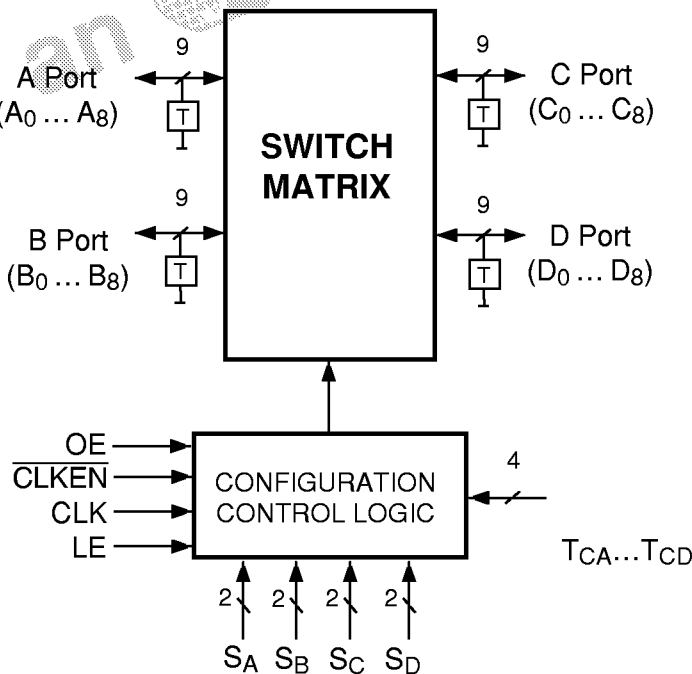 an
9
A Port
(A0 ... A8)
T
9
C Port
(C0 ... C8)
T
SWITCH
MATRIX
9
B Port
(B0 ... B8)
T
9
D Port
(D0 ... D8)
T
OE
CLKEN
CLK
LE
CONFIGURATION
CONTROL LOGIC
4
TCA...TCD
2 2 2 2
SA SB SC SD